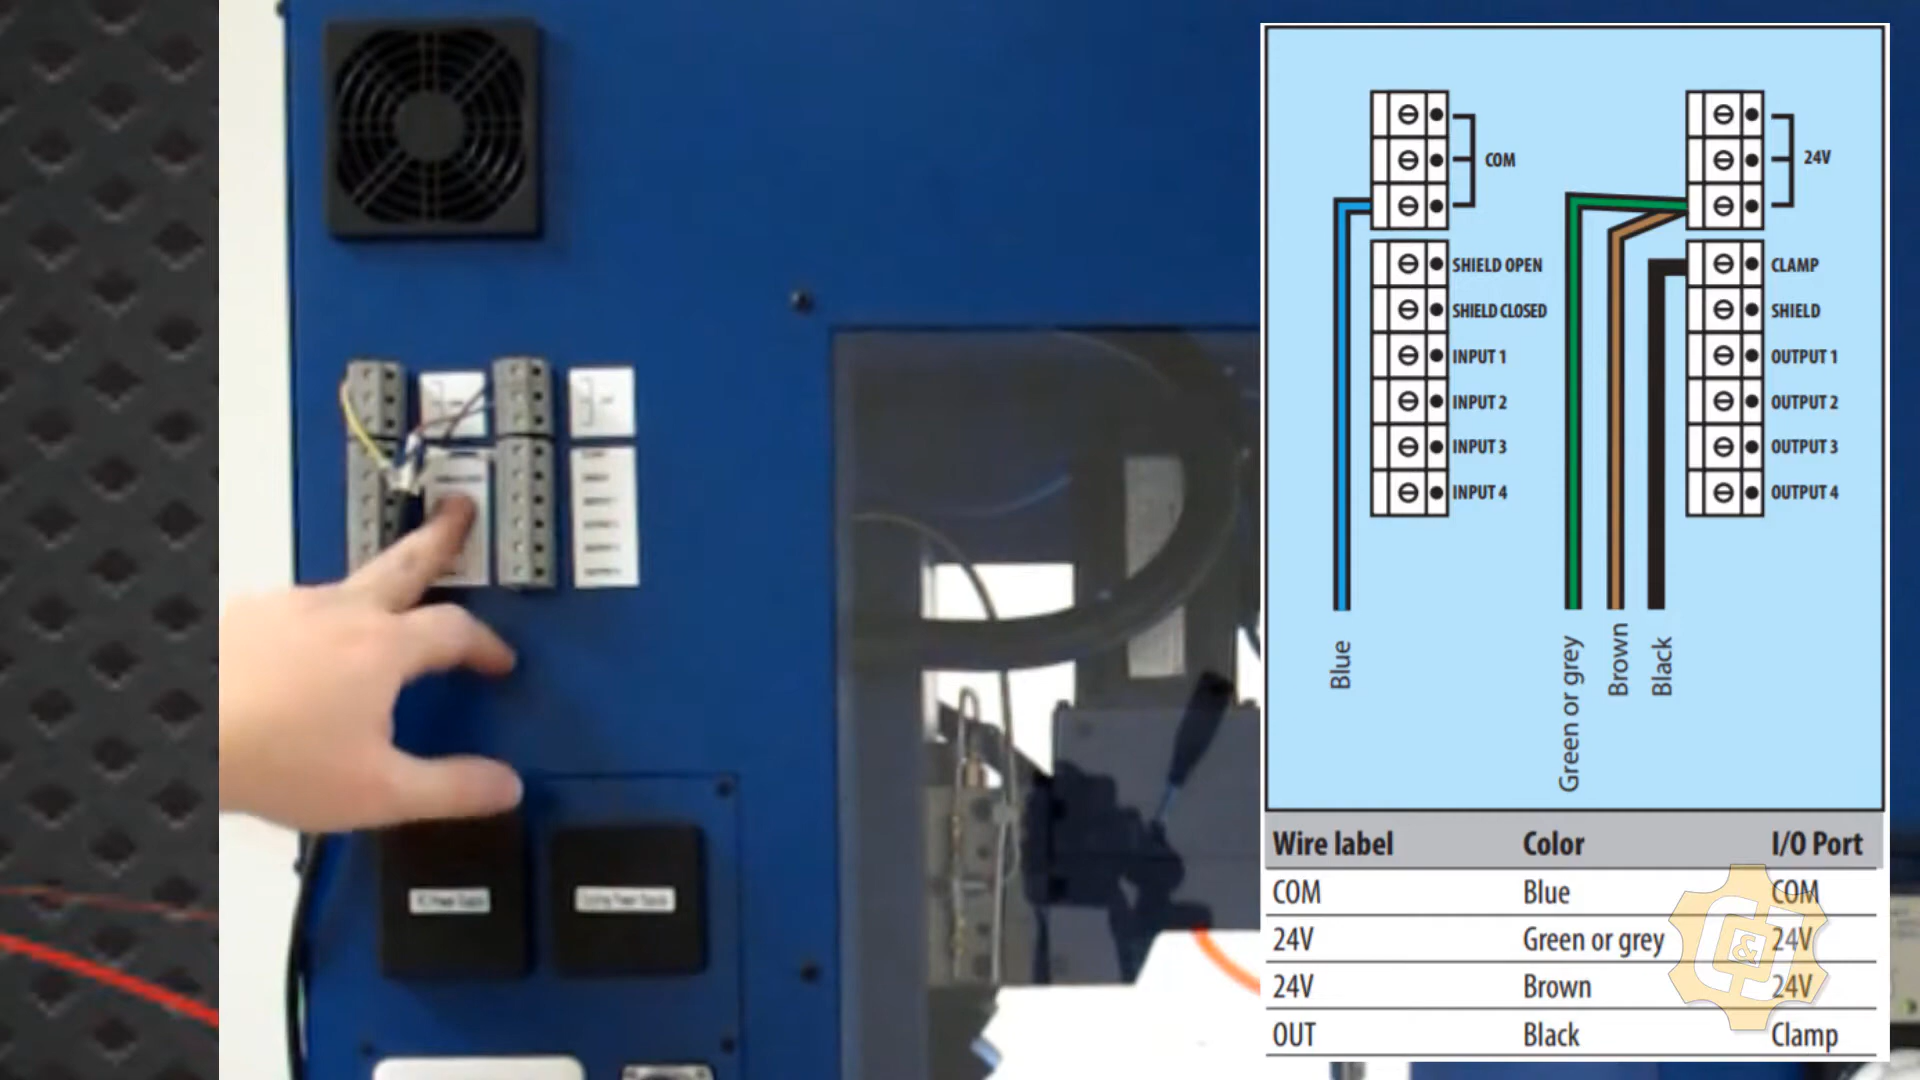 COM
SHIELD OPEN
SHIELD CLOSED
INPUT 1
INPUT 2
INPUT 3
INPUT 4
24V
CLAMP
SHIELD
OUTPUT 1
OUTPUT 2
OUTPUT 3
OUTPUT 4
Blue
Green or grey
Brown
Black
Wire label Color I/O Port
COM Blue COM
24V Green or grey 24V
24V Brown 24V
OUT Black Clamp
C&J